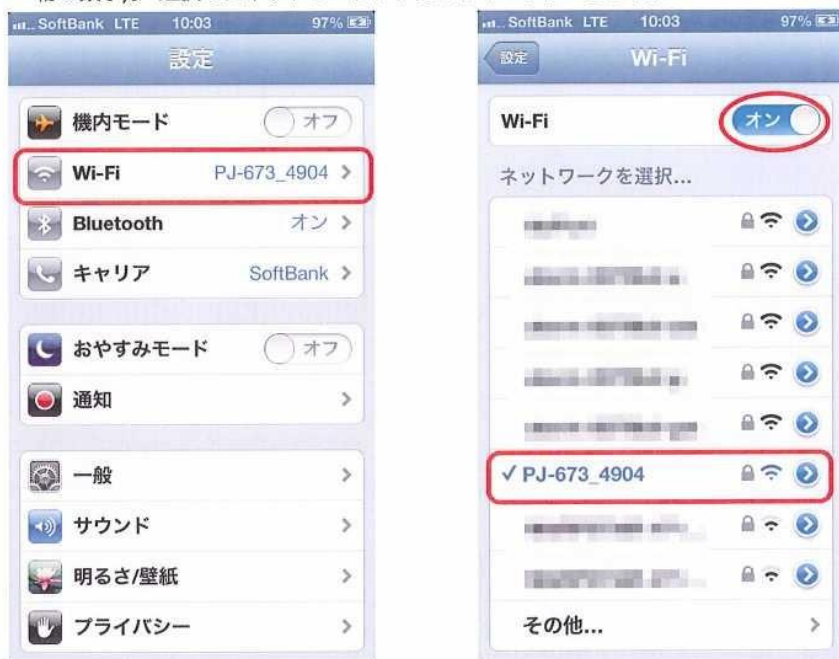 SoftBank LTE 10:03 97%
設定
機内モード オフ
Wi-Fi PJ-673_4904
Bluetooth オン
キャリア SoftBank
おやすみモード オフ
通知
一般
サウンド
明るさ/壁紙
プライバシー
SoftBank LTE 10:03 97%
設定 Wi-Fi
Wi-Fi オン
ネットワークを選択...
✓ PJ-673_4904
その他...